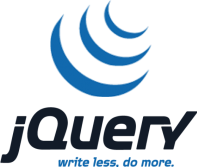 jQuery
write less. do more.